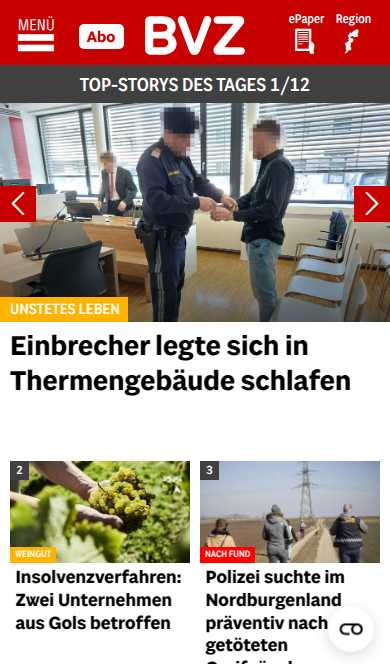 MENÜ
Abo
BVZ
ePaper
Region
TOP-STORYS DES TAGES 1/12
UNSTETES LEBEN
Einbrecher legte sich in
Thermengebäude schlafen
2
WEINGUT
Insolvenzverfahren:
Zwei Unternehmen
aus Gols betroffen
3
NACH FUND
Polizei suchte im
Nordburgenland
präventiv nach
getöteten